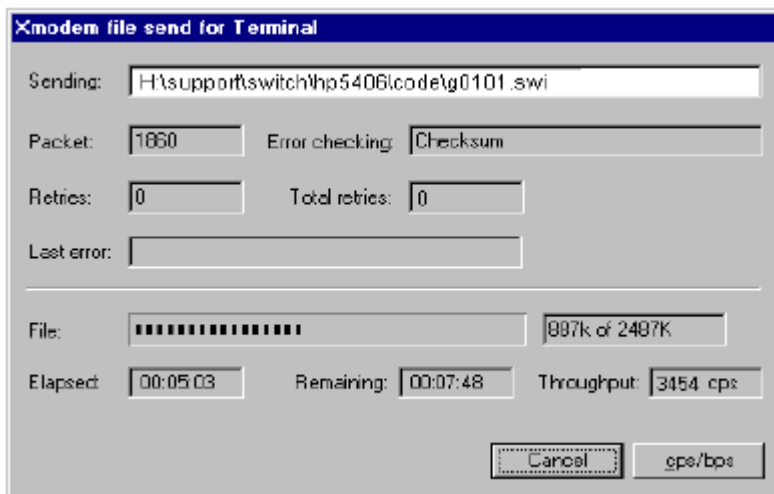 Xmodem file send for Terminal
Sending: H:\support\switch\hp5406\code\g0101.swi
Packet: 1860 Error checking: Checksum
Retries: 0 Total retries: 0
Last error:
File: 887k of 2487K
Elapsed: 00:05:03 Remaining: 00:07:48 Throughput: 3454 cps
Cancel cps/bps